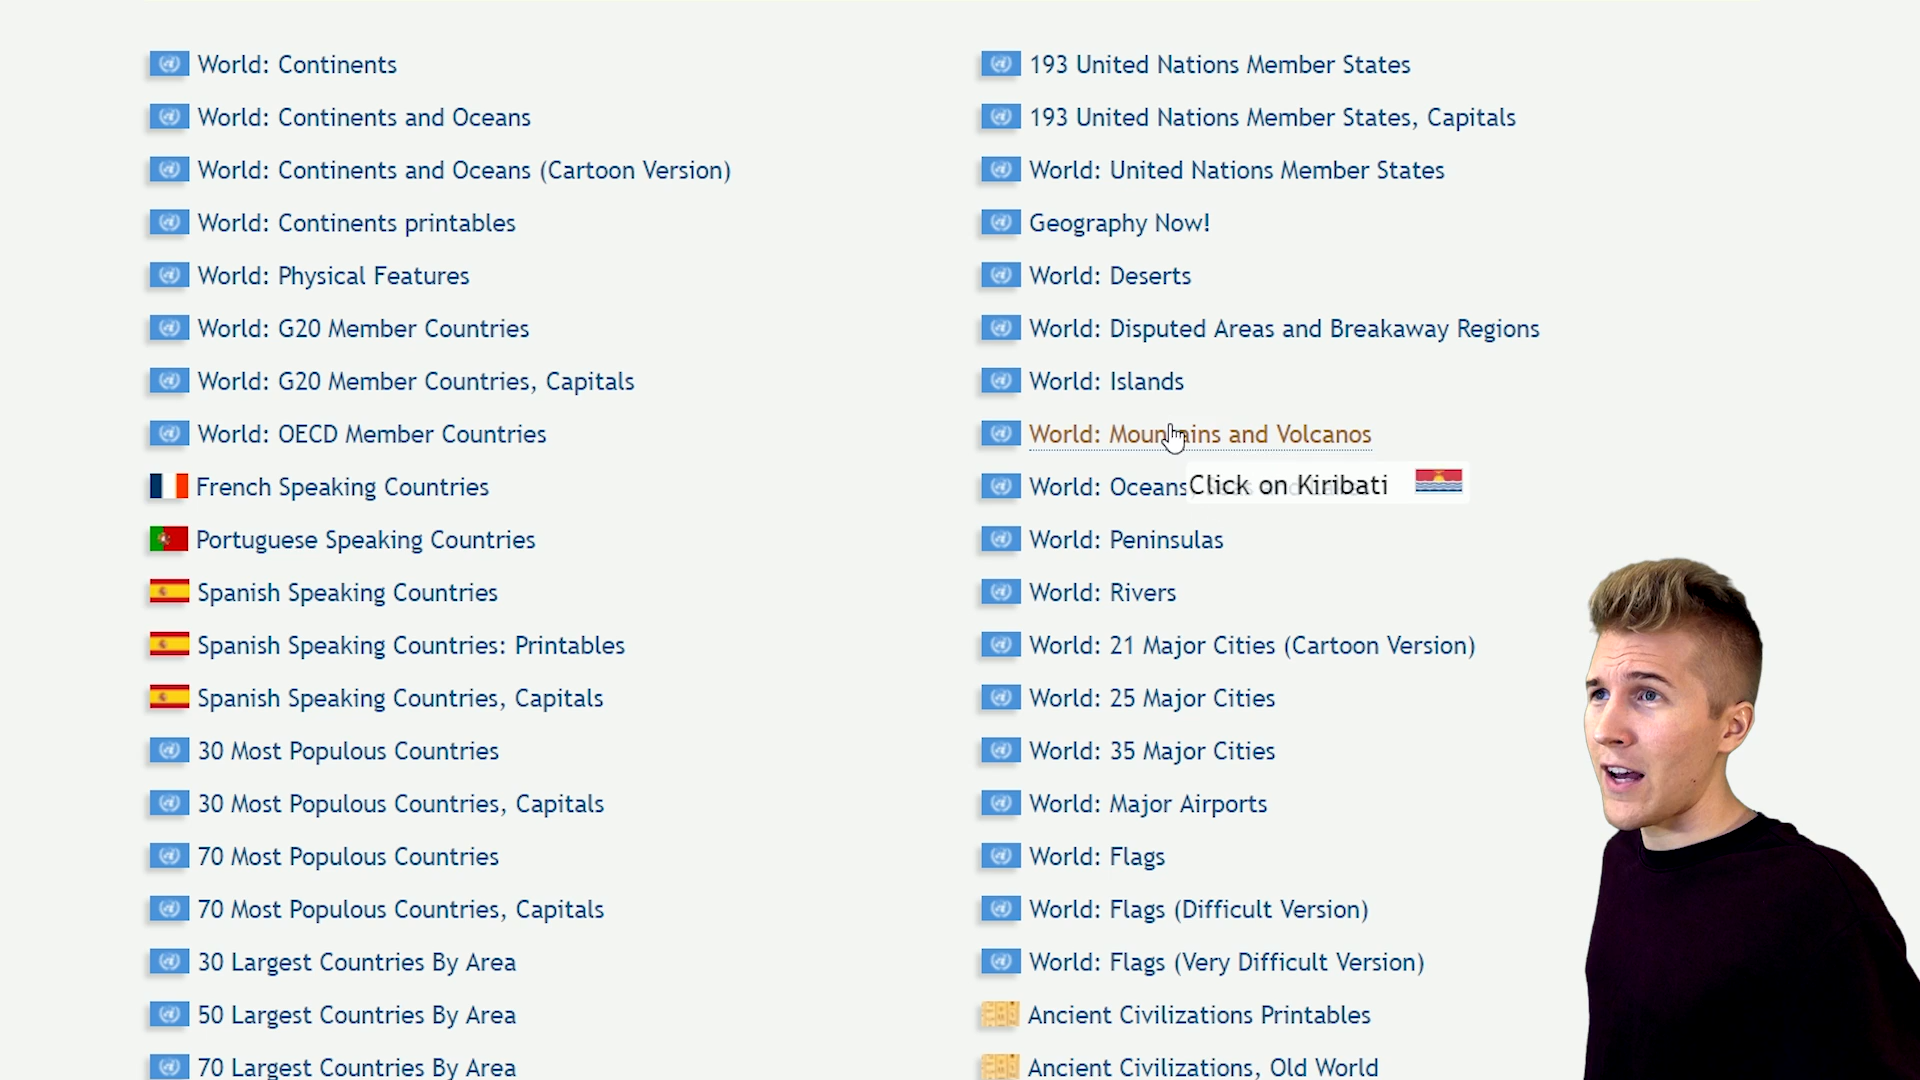 World: Continents
World: Continents and Oceans
World: Continents and Oceans (Cartoon Version)
World: Continents printables
World: Physical Features
World: G20 Member Countries
World: G20 Member Countries, Capitals
World: OECD Member Countries
French Speaking Countries
Portuguese Speaking Countries
Spanish Speaking Countries
Spanish Speaking Countries: Printables
Spanish Speaking Countries, Capitals
30 Most Populous Countries
30 Most Populous Countries, Capitals
70 Most Populous Countries
70 Most Populous Countries, Capitals
30 Largest Countries By Area
50 Largest Countries By Area
70 Largest Countries By Area
193 United Nations Member States
193 United Nations Member States, Capitals
World: United Nations Member States
Geography Now!
World: Deserts
World: Disputed Areas and Breakaway Regions
World: Islands
World: Mountains and Volcanos
World: Oceans
Click on Kiribati
World: Peninsulas
World: Rivers
World: 21 Major Cities (Cartoon Version)
World: 25 Major Cities
World: 35 Major Cities
World: Major Airports
World: Flags
World: Flags (Difficult Version)
World: Flags (Very Difficult Version)
Ancient Civilizations Printables
Ancient Civilizations, Old World